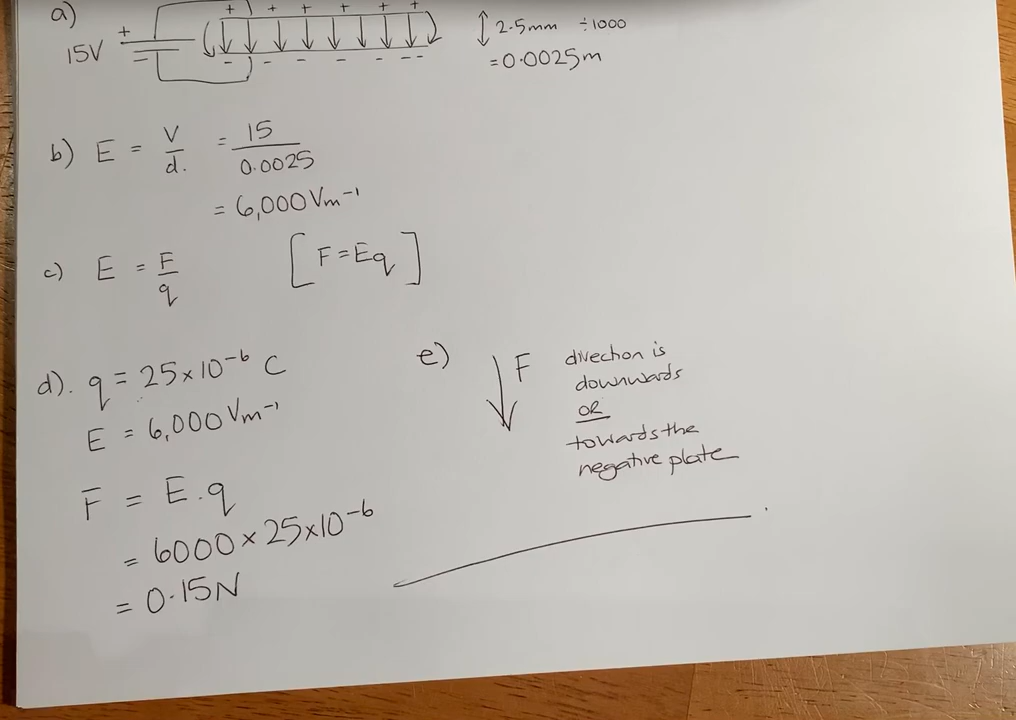 a)
+ + + + + +
+
15V
- - - - - --
2.5mm ÷1000
=0.0025m
b) E = V/d. = 15/0.0025
= 6,000 Vm⁻¹
c) E = F/q [F=Eq]
d). q = 25×10⁻⁶ C
E = 6,000 Vm⁻¹
F = E.q
= 6000 × 25×10⁻⁶
= 0.15N
e) F direction is
downwards
OR
towards the
negative plate